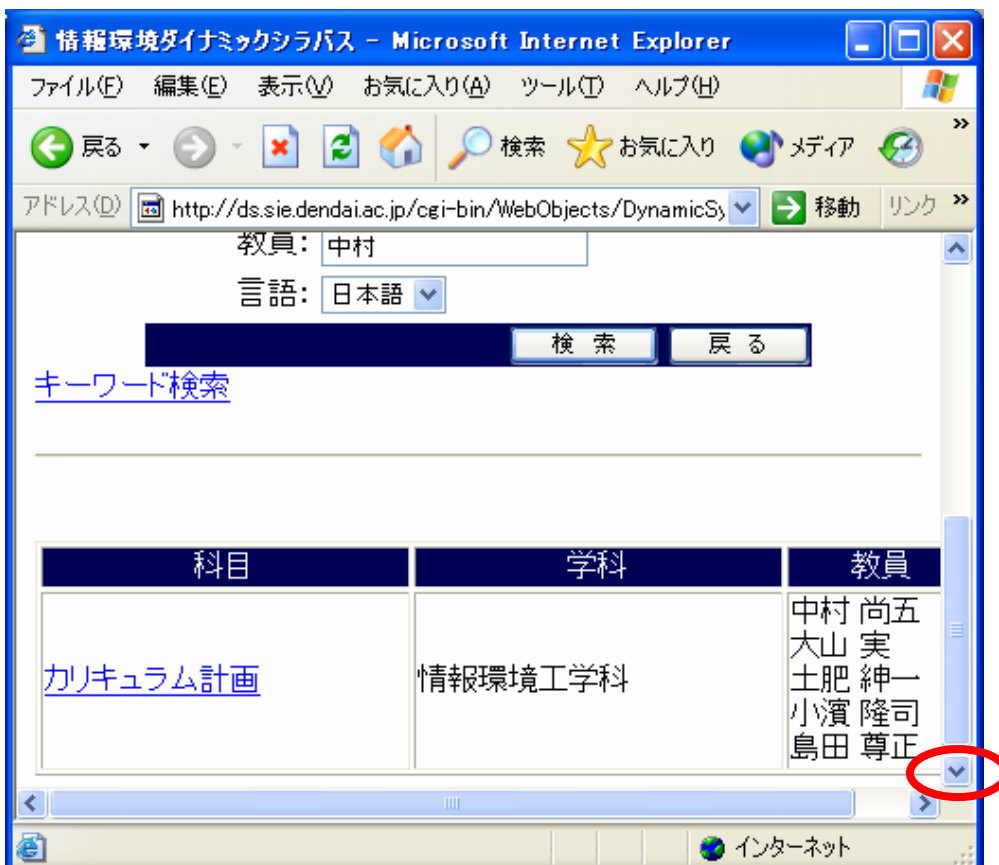 情報環境ダイナミックシラバス - Microsoft Internet Explorer
ファイル(F) 編集(E) 表示(V) お気に入り(A) ツール(T) ヘルプ(H)
戻る 検索 お気に入り メディア »
アドレス(D) http://ds.sie.dendai.ac.jp/cgi-bin/WebObjects/DynamicSy 移動 リンク »
教員: 中村
言語: 日本語
検 索 戻 る
キーワード検索
科目 学科 教員
カリキュラム計画 情報環境工学科 中村 尚五
大山 実
土肥 紳一
小濱 隆司
島田 尊正
インターネット